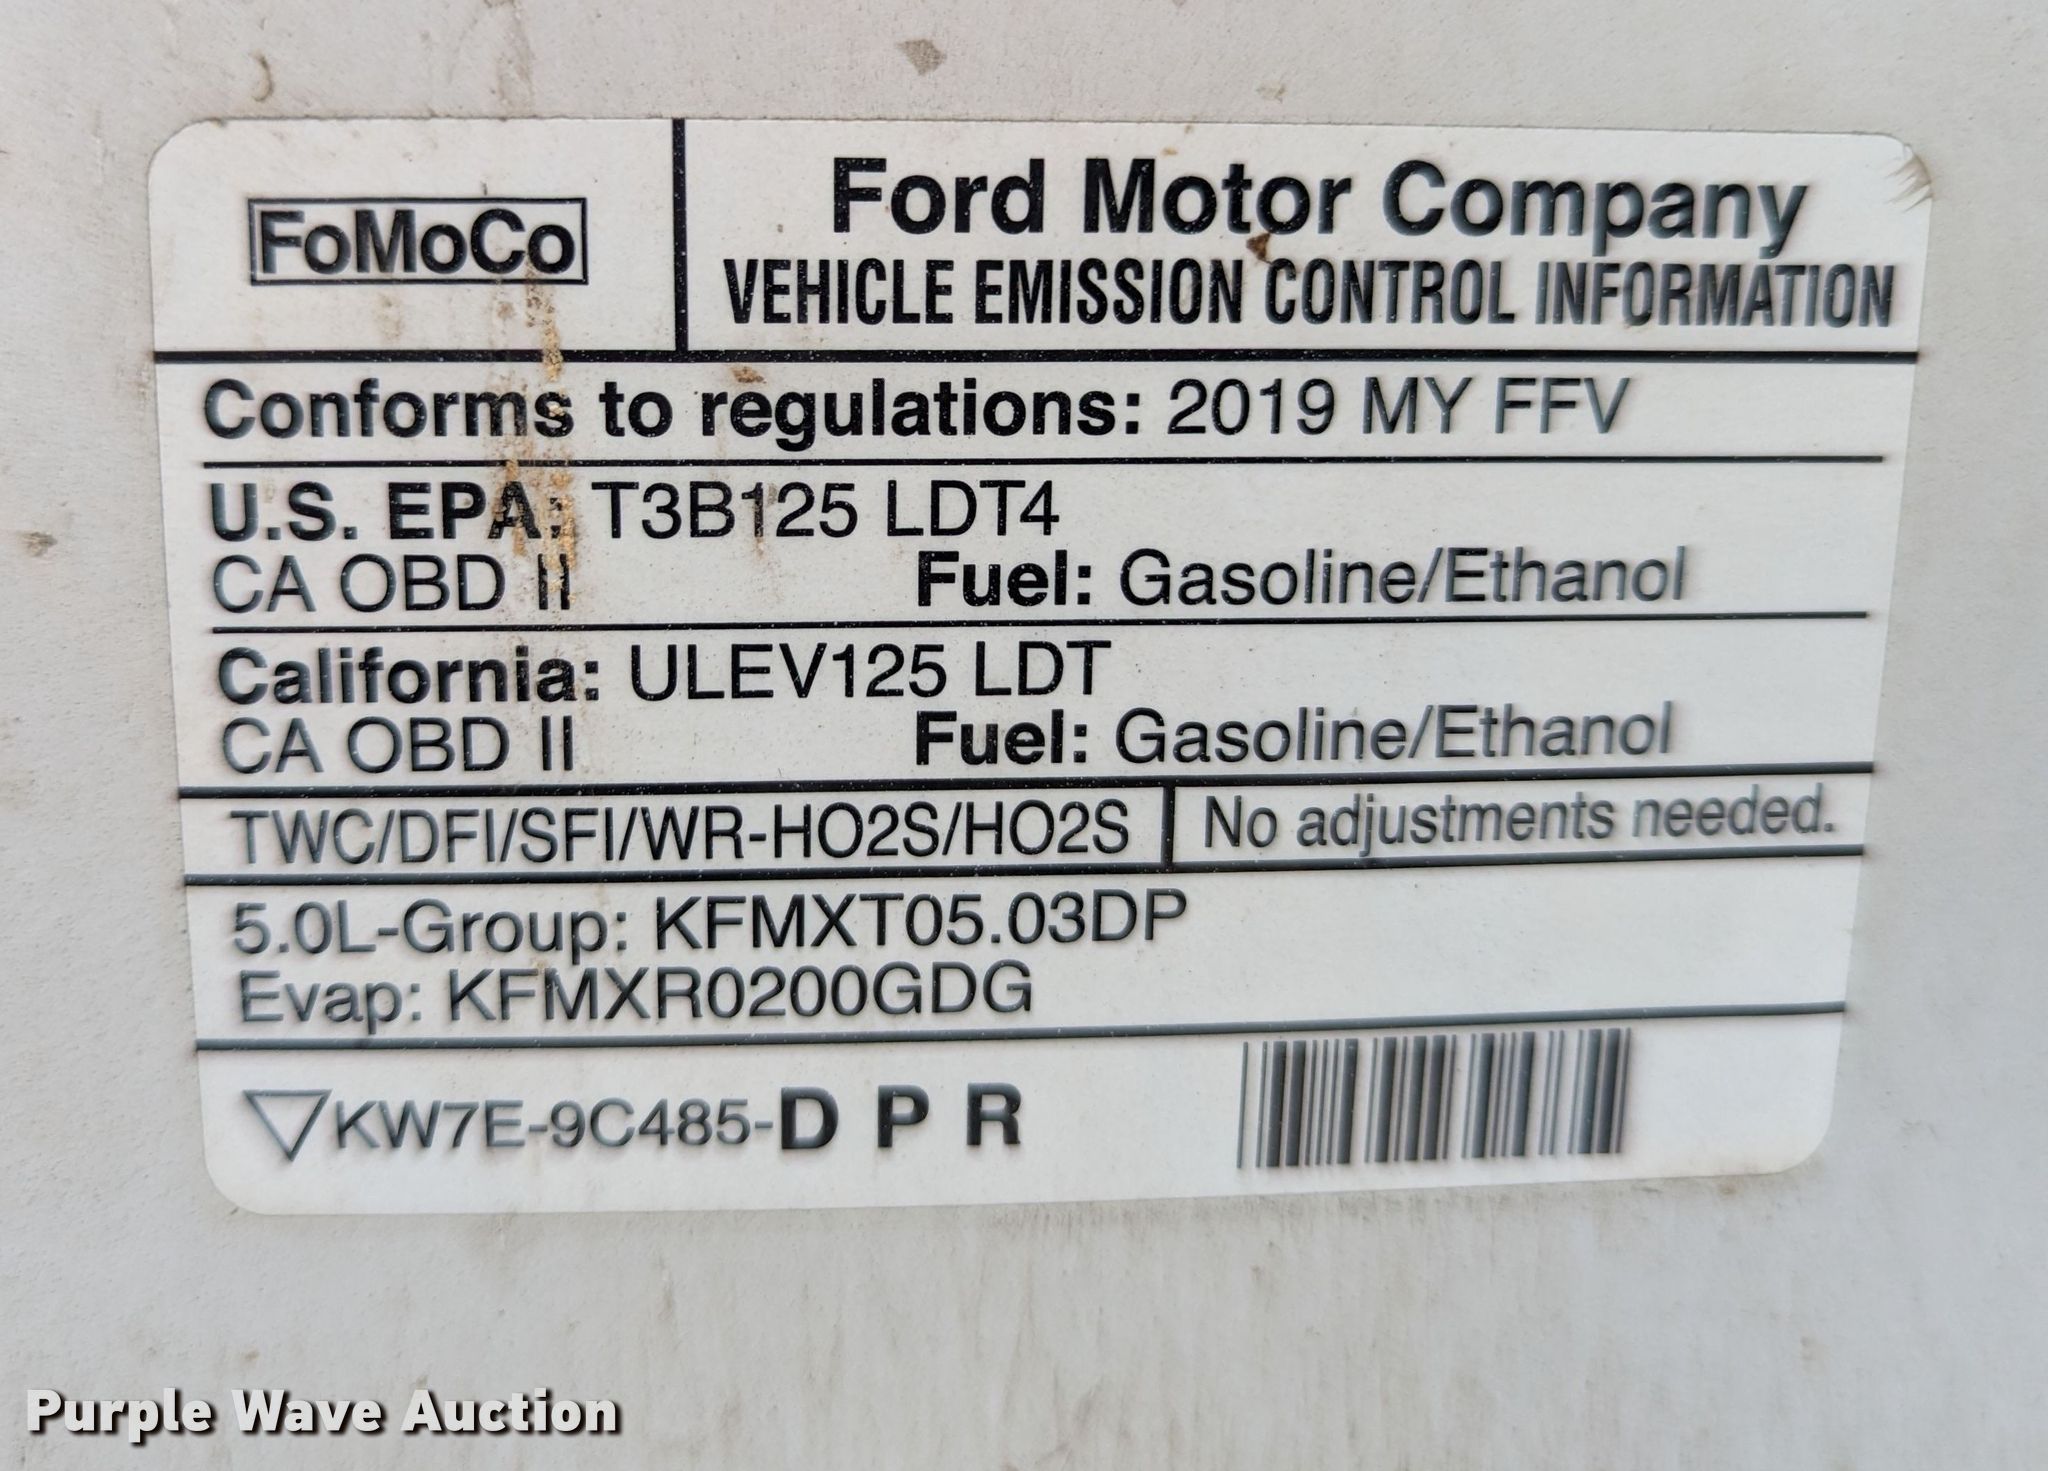 FoMoCo
Ford Motor Company
VEHICLE EMISSION CONTROL INFORMATION
Conforms to regulations: 2019 MY FFV
U.S. EPA: T3B125 LDT4
CA OBD II Fuel: Gasoline/Ethanol
California: ULEV125 LDT
CA OBD II Fuel: Gasoline/Ethanol
TWC/DFI/SFI/WR-HO2S/HO2S No adjustments needed.
5.0L-Group: KFMXT05.03DP
Evap: KFMXR0200GDG
KW7E-9C485-D P R
Purple Wave Auction